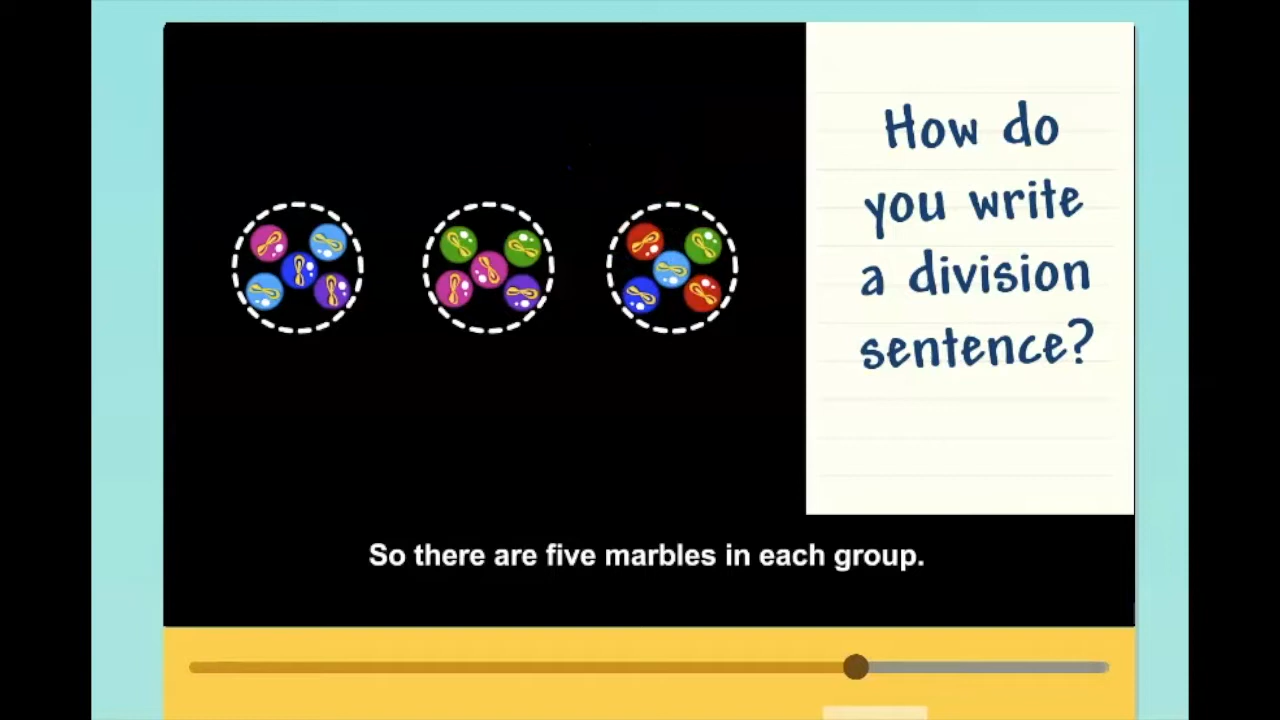 How do
you write
a division
sentence?
So there are five marbles in each group.